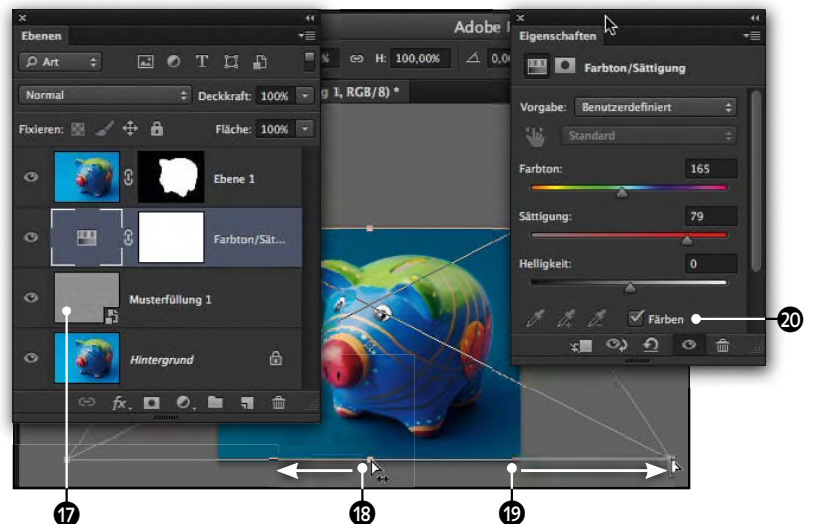 Ebenen
Art
T
Normal
Deckkraft: 100%
Fixieren:
Fläche: 100%
Ebene 1
Farbton/Sät...
Musterfüllung 1
Hintergrund
fx.
17
Adobe
%
H: 100,00%
g 1, RGB/8) *
18
19
Eigenschaften
Farbton/Sättigung
Vorgabe: Benutzerdefiniert
Standard
Farbton: 165
Sättigung: 79
Helligkeit: 0
Färben
20